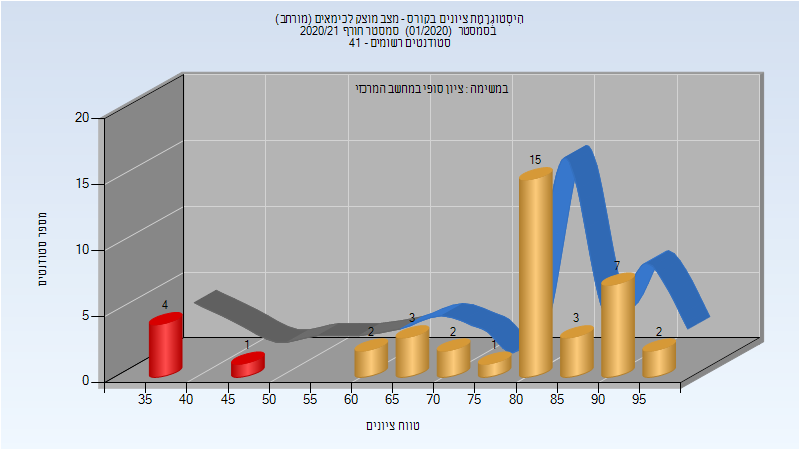 היסטוגרמת ציונים בקורס - מצב מוצק לכימאים (מורחב)
בסמסטר (01/2020) סמסטר חורף 2020/21
סטודנטים רשומים - 41
במשימה : ציון סופי במחשב המרכזי
מספר סטודנטים
20
15
10
5
0
4
1
2
3
2
1
15
3
7
2
35 40 45 50 55 60 65 70 75 80 85 90 95
טווח ציונים